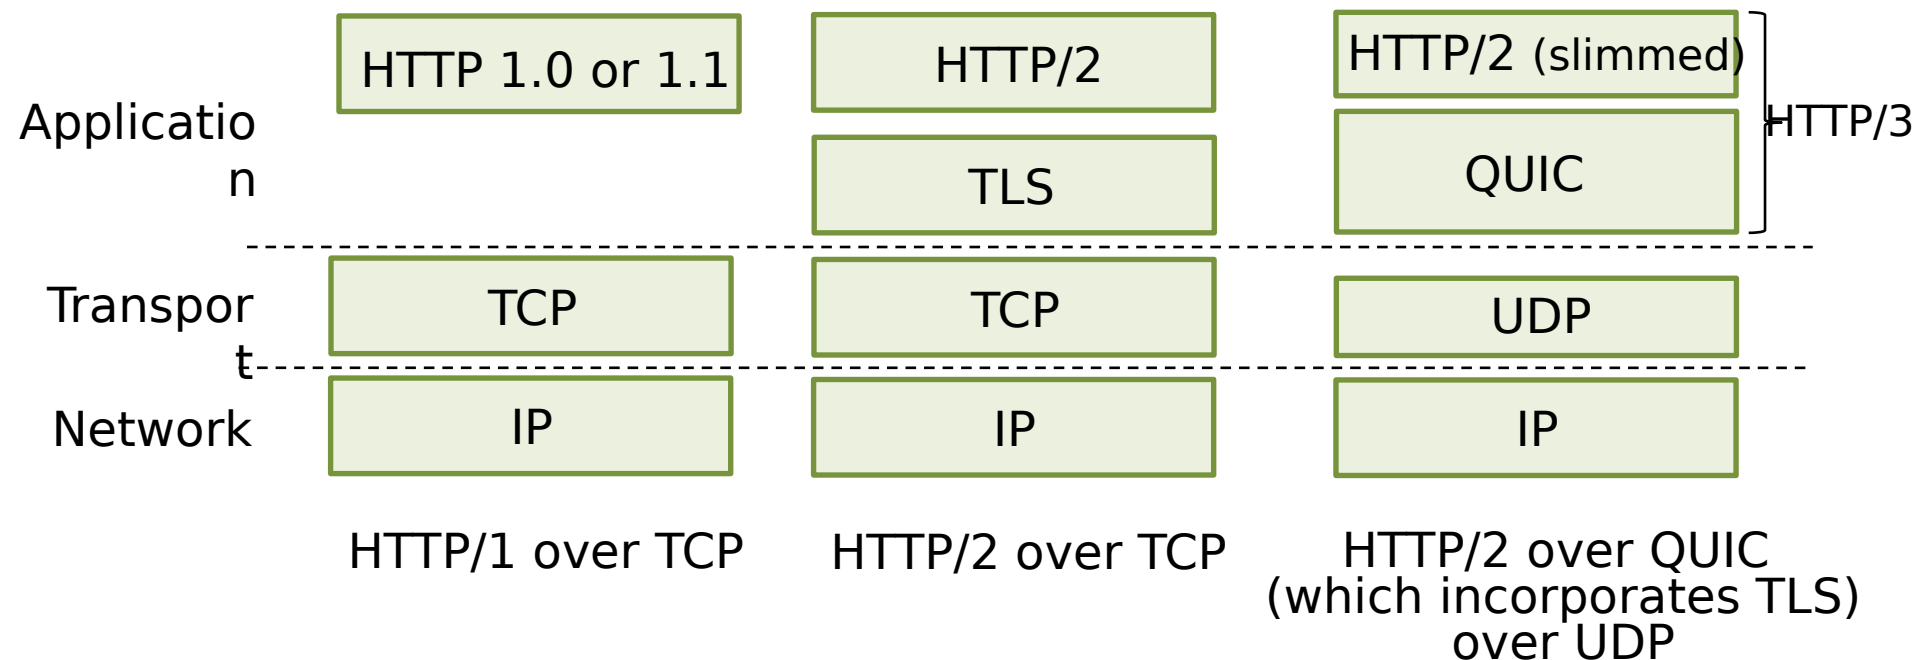 HTTP 1.0 or 1.1
HTTP/2
HTTP/2 (slimmed)
Applicatio
n
TLS
QUIC
HTTP/3
Transpor
t
TCP
TCP
UDP
Network
IP
IP
IP
HTTP/1 over TCP
HTTP/2 over TCP
HTTP/2 over QUIC
(which incorporates TLS)
over UDP